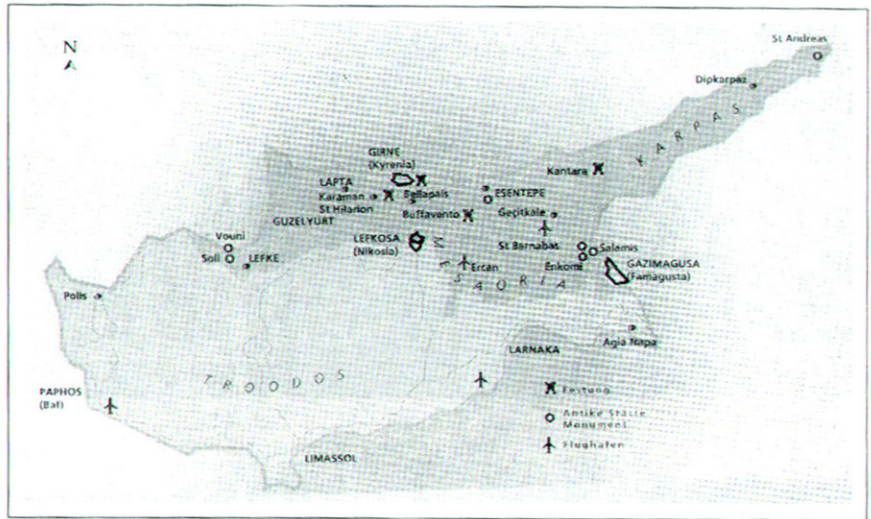 N
St Andreas
Dipkarpaz
KARPAS
GIRNE
(Kyrenia)
Kantara
LAPTA
Karaman
Bellapais
ESENTEPE
St Hilarion
Buffavento
Geçitkale
GUZELYURT
Vouni
LEFKOSA
(Nikosia)
St Barnabas
Salamis
Soli
LEFKE
Ercan
Enkomi
GAZIMAGUSA
(Famagusta)
MESAORIA
Polis
Agia Napa
LARNAKA
TROODOS
PAPHOS
(Baf)
Festung
Antike Stätte
Monument
Flughafen
LIMASSOL